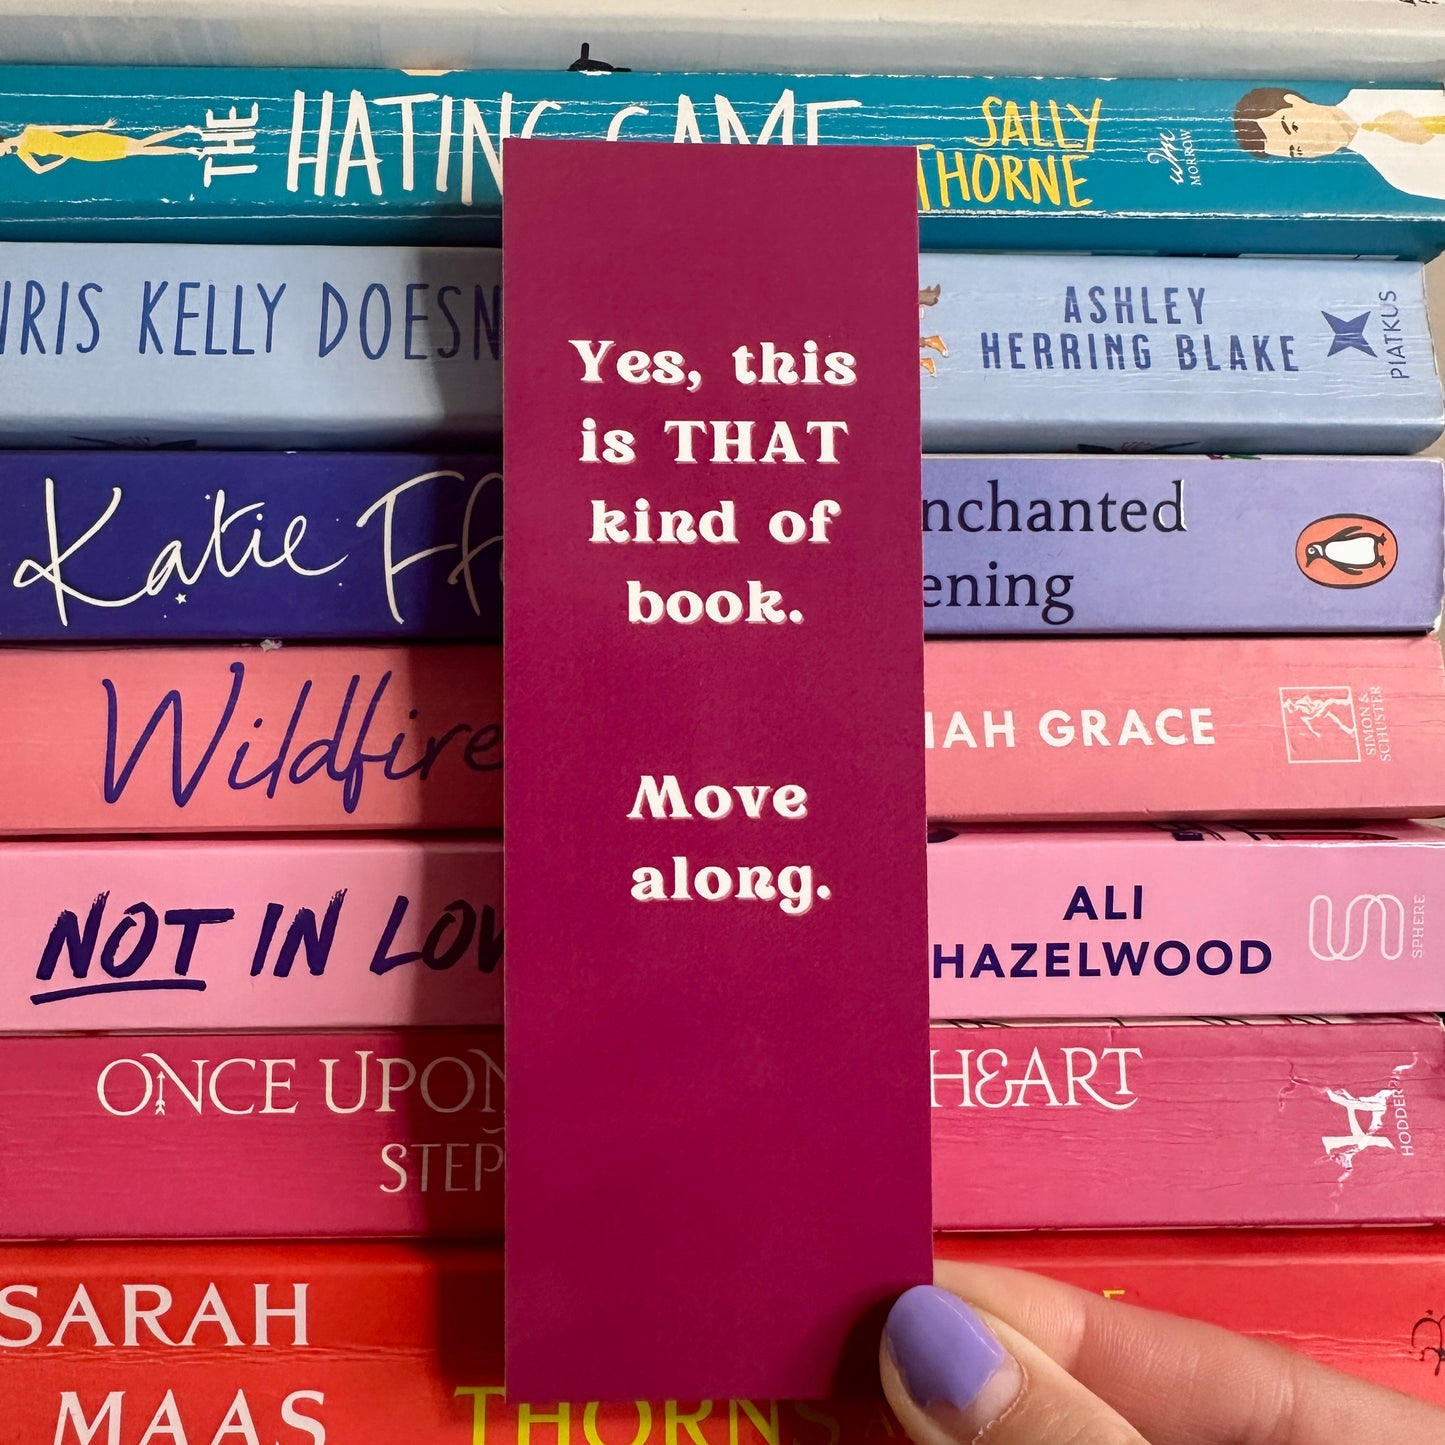 THE HATING GAME
SALLY
THORNE
MORROW
IRIS KELLY DOESN
ASHLEY
HERRING BLAKE
PIATKUS
Katie Ff
nchanted
ening
Wildfire
IAH GRACE
SIMON &
SCHUSTER
NOT IN LOV
ALI
HAZELWOOD
SPHERE
ONCE UPON
HEART
STEP
HODDER
SARAH
MAAS
THORNS
Yes, this
is THAT
kind of
book.
Move
along.